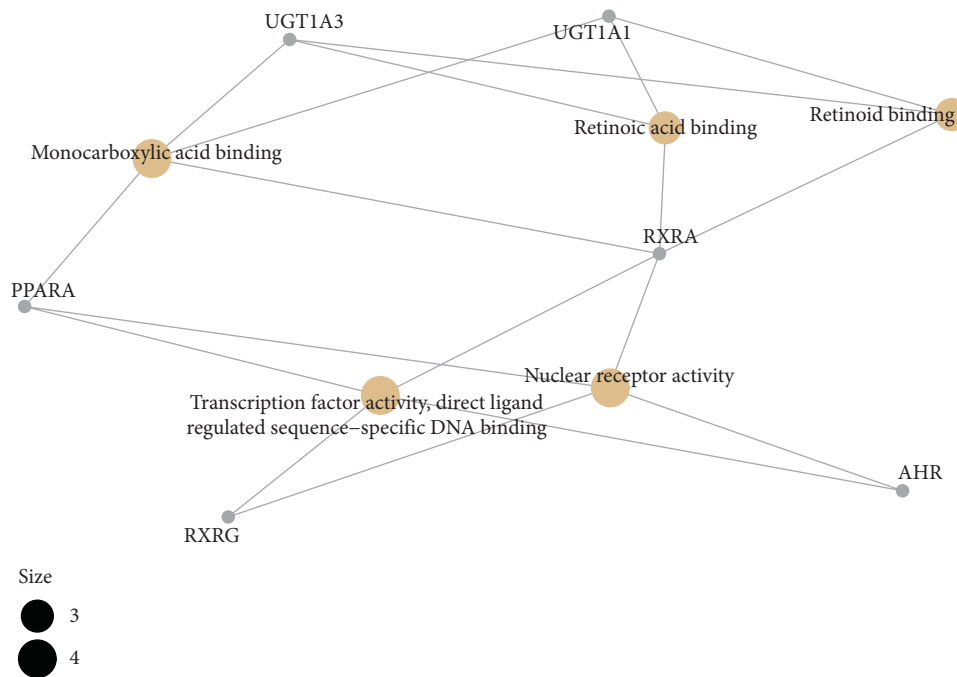 UGT1A3
UGT1A1
Retinoid binding
Retinoic acid binding
Monocarboxylic acid binding
RXRA
PPARA
Nuclear receptor activity
Transcription factor activity, direct ligand
regulated sequence−specific DNA binding
AHR
RXRG
Size
3
4